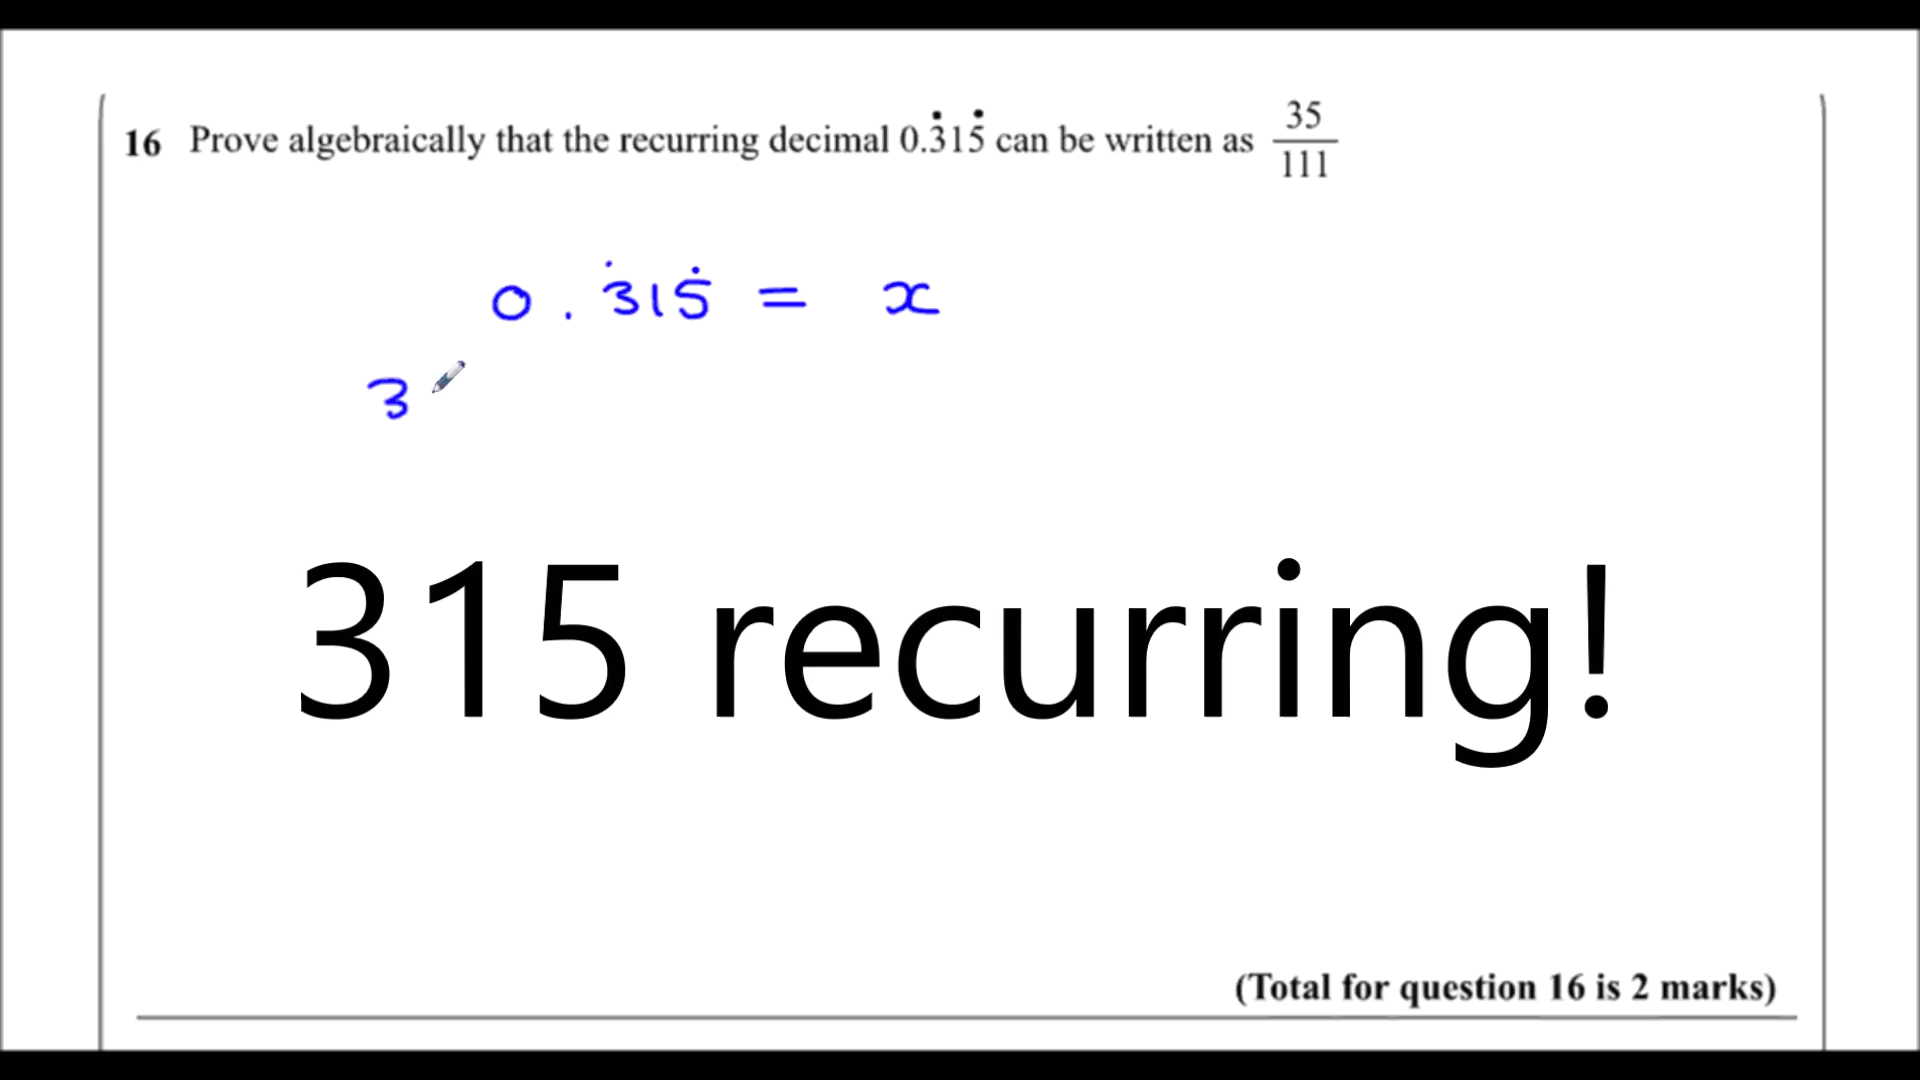 16 Prove algebraically that the recurring decimal 0.3̇15̇ can be written as 35/111
0.3̇15̇ = x
3
315 recurring!
(Total for question 16 is 2 marks)